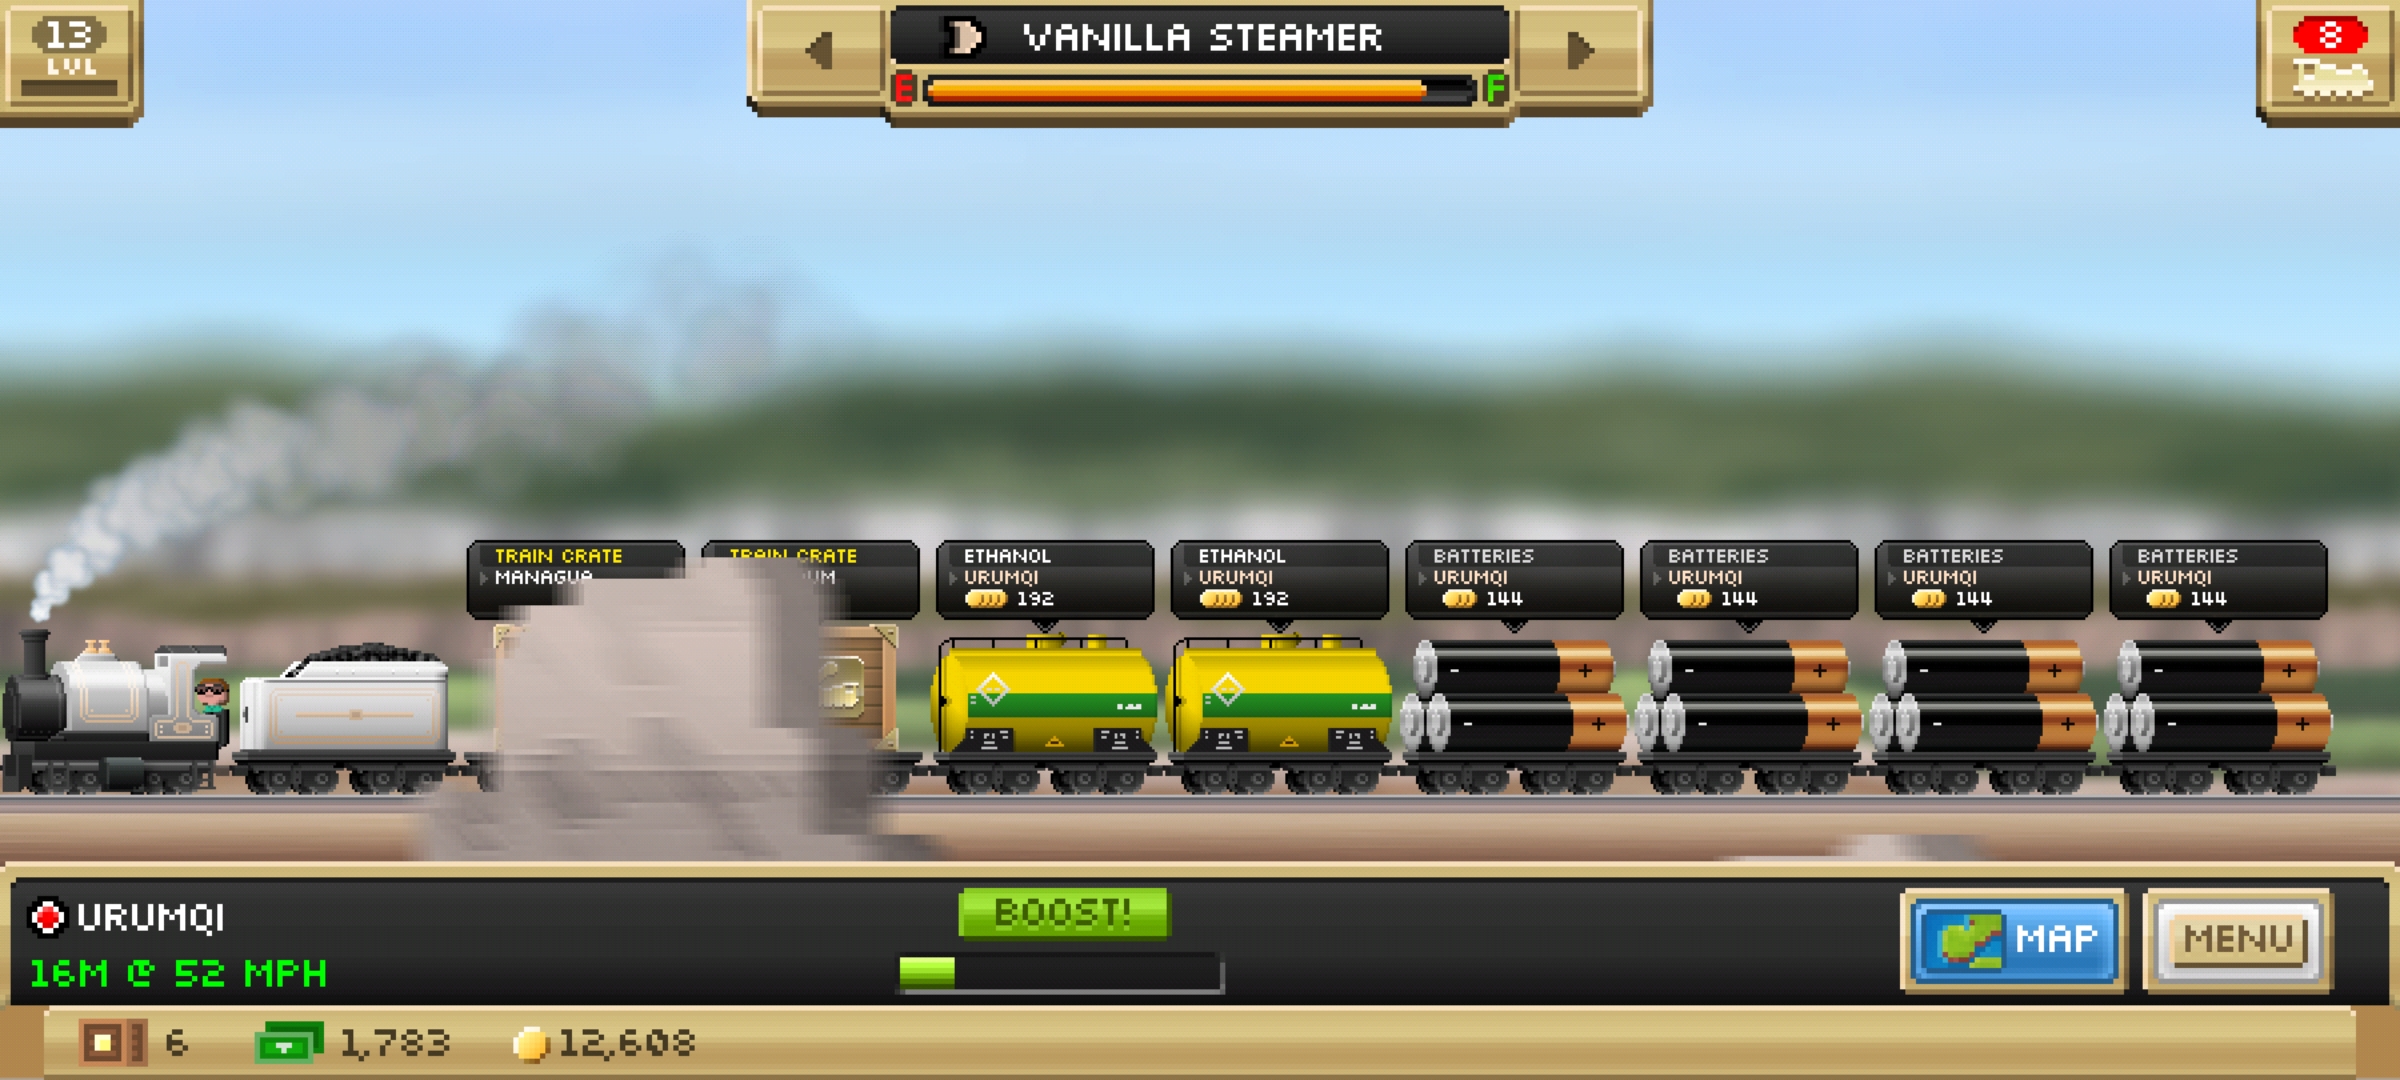 13
LVL
VANILLA STEAMER
E F
8
TRAIN CRATE
MANAGUA
TRAIN CRATE
ETHANOL
URUMQI
192
ETHANOL
URUMQI
192
BATTERIES
URUMQI
144
BATTERIES
URUMQI
144
BATTERIES
URUMQI
144
BATTERIES
URUMQI
144
- +
- +
- +
- +
- +
- +
- +
- +
URUMQI
16M @ 52 MPH
BOOST!
MAP
MENU
6
1,783
12,608